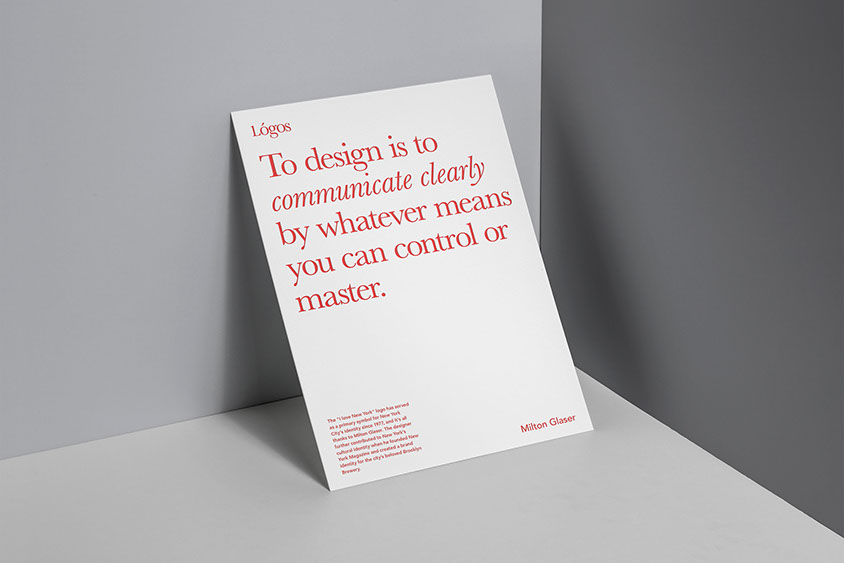 Lógos
To design is to
communicate clearly
by whatever means
you can control or
master.
The "I love New York" logo has served
as a primary symbol for New York
City's identity since 1977, and it's all
thanks to Milton Glaser. The designer
further contributed to New York's
cultural identity when he founded New
York Magazine and created a brand
identity for the city's beloved Brooklyn
Brewery.
Milton Glaser